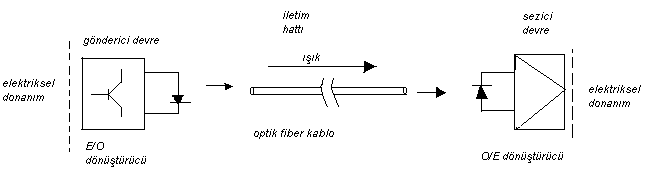 elektriksel
donanım
gönderici devre
E/O
dönüştürücü
iletim
hattı
ışık
optik fiber kablo
sezici
devre
O/E dönüştürücü
elektriksel
donanım